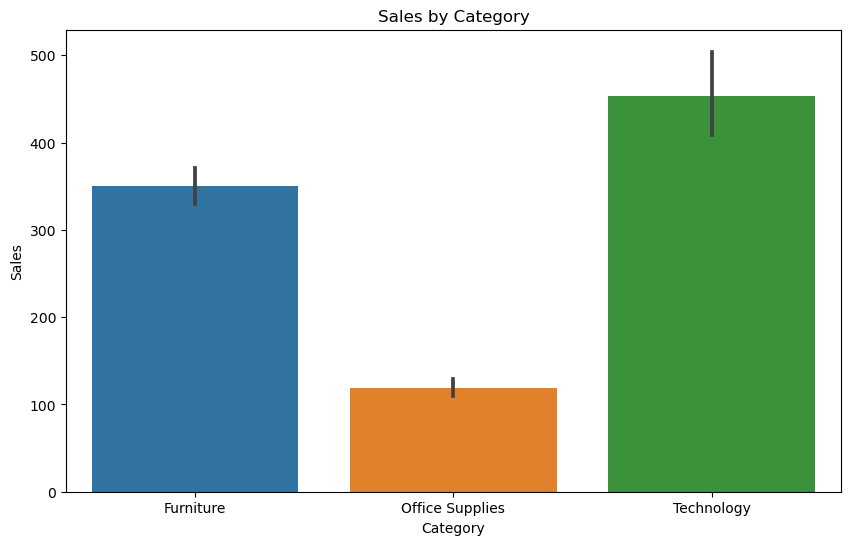 Sales by Category
500
400
300
200
100
0
Sales
Furniture
Office Supplies
Technology
Category